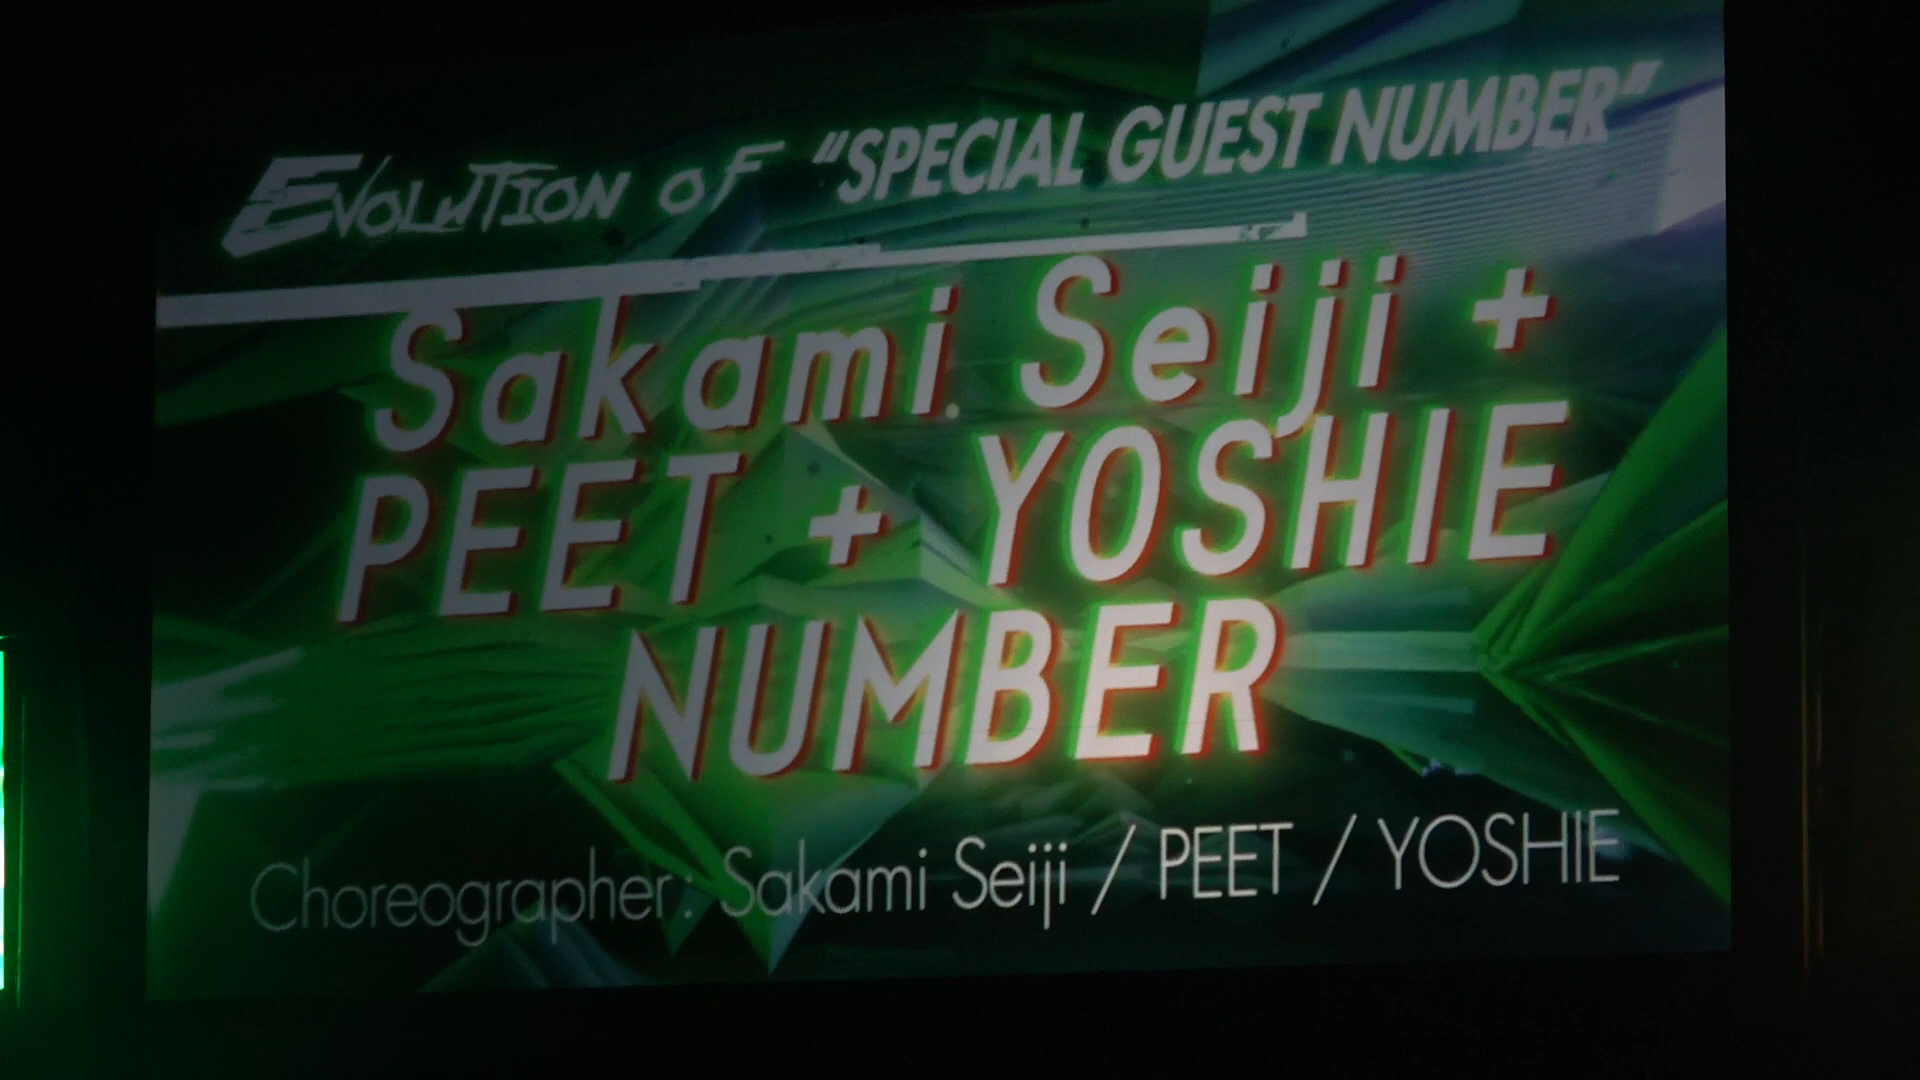 EVOLUTION OF "SPECIAL GUEST NUMBER"
Sakami Seiji +
PEET + YOSHIE
NUMBER
Choreographer : Sakami Seiji / PEET / YOSHIE